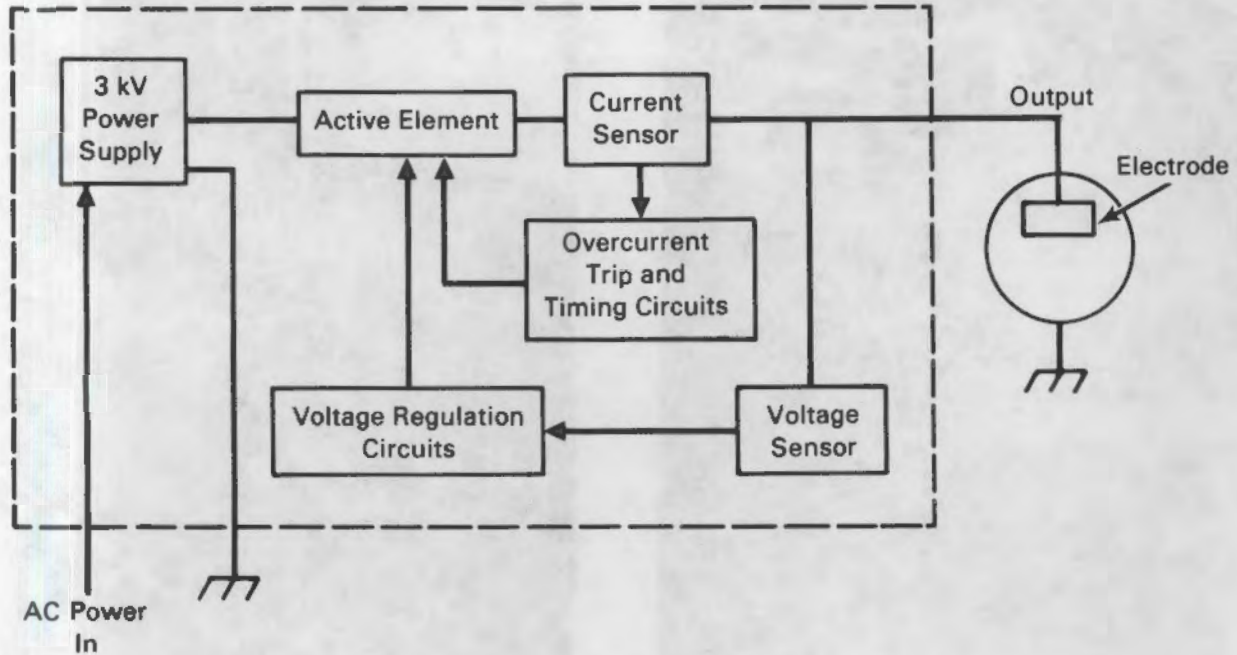 3 kV
Power
Supply
Active Element
Current
Sensor
Output
Electrode
Overcurrent
Trip and
Timing Circuits
Voltage Regulation
Circuits
Voltage
Sensor
AC Power
In